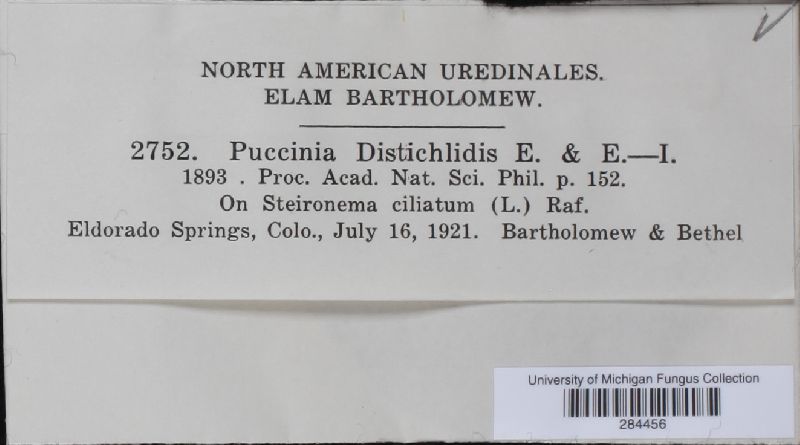 NORTH AMERICAN UREDINALES.
ELAM BARTHOLOMEW.
2752. Puccinia Distichlidis E. & E.—I.
1893 . Proc. Acad. Nat. Sci. Phil. p. 152.
On Steironema ciliatum (L.) Raf.
Eldorado Springs, Colo., July 16, 1921. Bartholomew & Bethel
University of Michigan Fungus Collection
284456